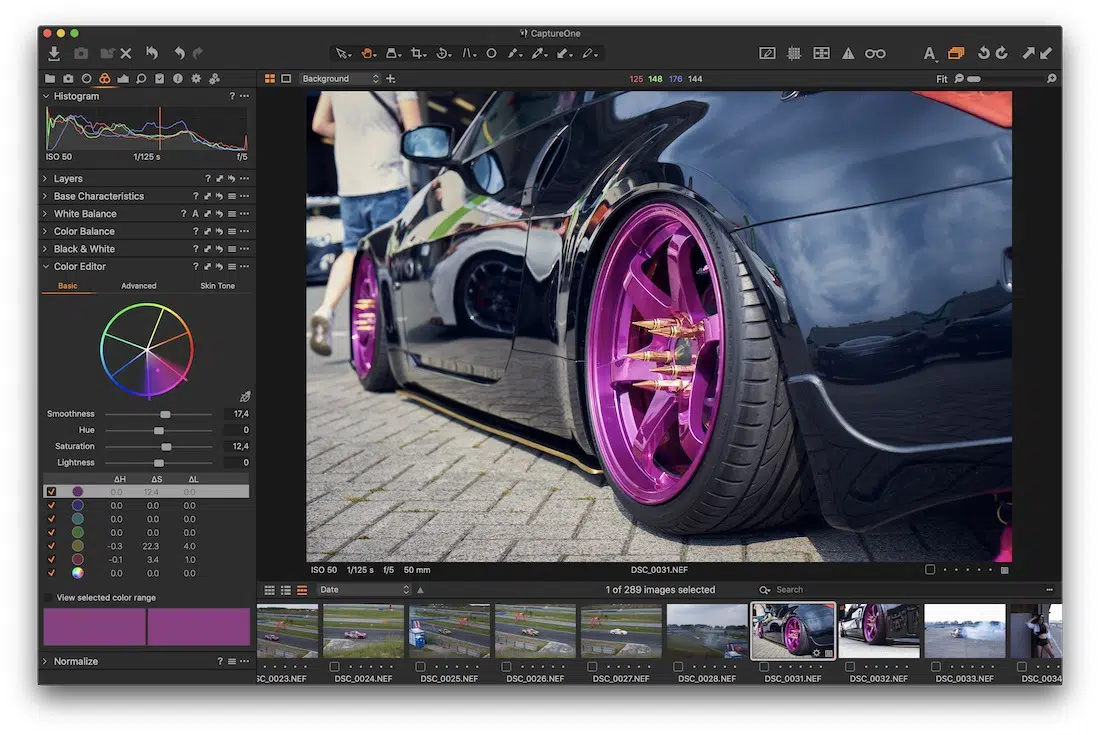 CaptureOne
Background
125 148 176 144
Fit
Histogram ?
ISO 50 1/125 s f/5
Layers ?
Base Characteristics ?
White Balance ? A
Color Balance ?
Black & White ?
Color Editor ?
Basic Advanced Skin Tone
Smoothness 17,4
Hue 0
Saturation 12,4
Lightness 0
ΔH ΔS ΔL
0.0 12.4 0.0
0.0 0.0 0.0
0.0 0.0 0.0
0.0 0.0 0.0
-0.3 22.3 4.0
-0.1 3.4 1.0
0.0 0.0 0.0
View selected color range
Normalize ?
ISO 50 1/125 s f/5 50 mm DSC_0031.NEF
Date 1 of 289 images selected Search
SC_0023.NEF DSC_0024.NEF DSC_0025.NEF DSC_0026.NEF DSC_0027.NEF DSC_0028.NEF DSC_0031.NEF DSC_0032.NEF DSC_0033.NEF DSC_0034